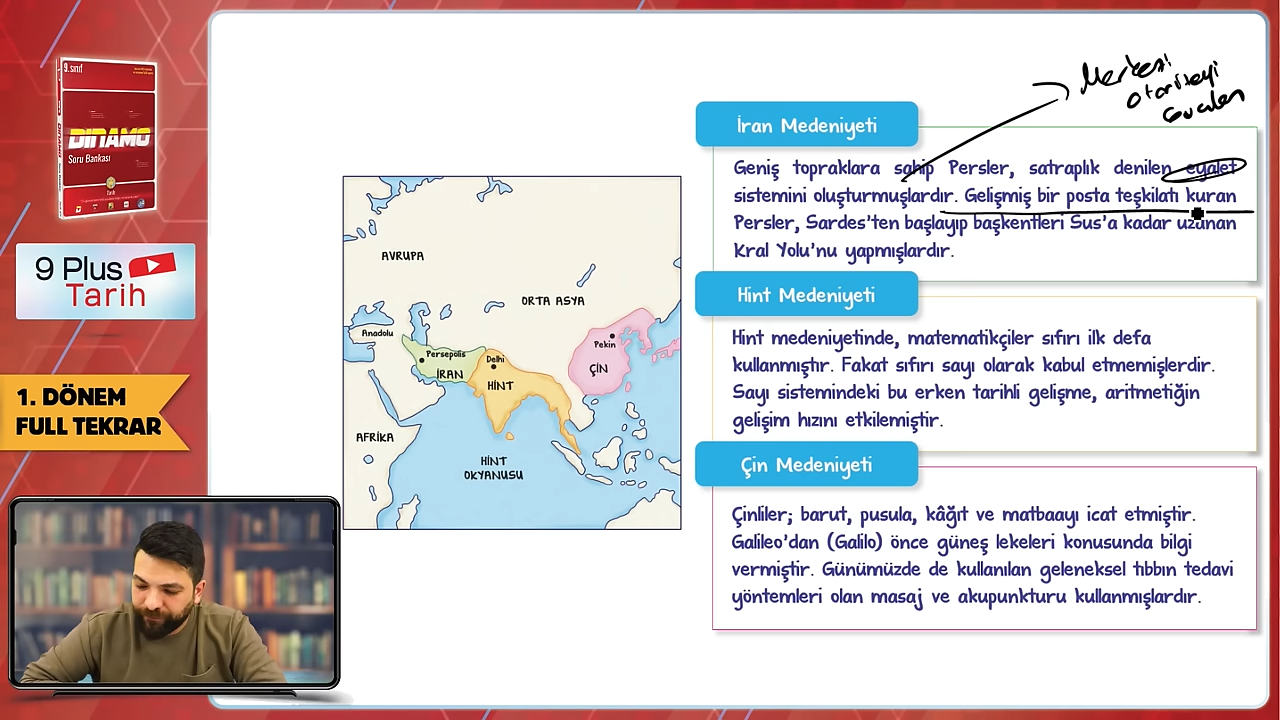 9. sınıf
DİNAMO
Soru Bankası
Tarih
9 Plus
Tarih
1. DÖNEM
FULL TEKRAR
AVRUPA
ORTA ASYA
Anadolu
Persepolis
İRAN
Delhi
HİNT
Pekin
ÇİN
AFRİKA
HİNT
OKYANUSU
Merkezi
otoriteyi
İran Medeniyeti
Geniş topraklara sahip Persler, satraplık denilen eyalet
sistemini oluşturmuşlardır. Gelişmiş bir posta teşkilatı kuran
Persler, Sardes'ten başlayıp başkentleri Sus'a kadar uzanan
Kral Yolu'nu yapmışlardır.
Hint Medeniyeti
Hint medeniyetinde, matematikçiler sıfırı ilk defa
kullanmıştır. Fakat sıfırı sayı olarak kabul etmemişlerdir.
Sayı sistemindeki bu erken tarihli gelişme, aritmetiğin
gelişim hızını etkilemiştir.
Çin Medeniyeti
Çinliler; barut, pusula, kâğıt ve matbaayı icat etmiştir.
Galileo'dan (Galilo) önce güneş lekeleri konusunda bilgi
vermiştir. Günümüzde de kullanılan geleneksel tıbbın tedavi
yöntemleri olan masaj ve akupunkturu kullanmışlardır.